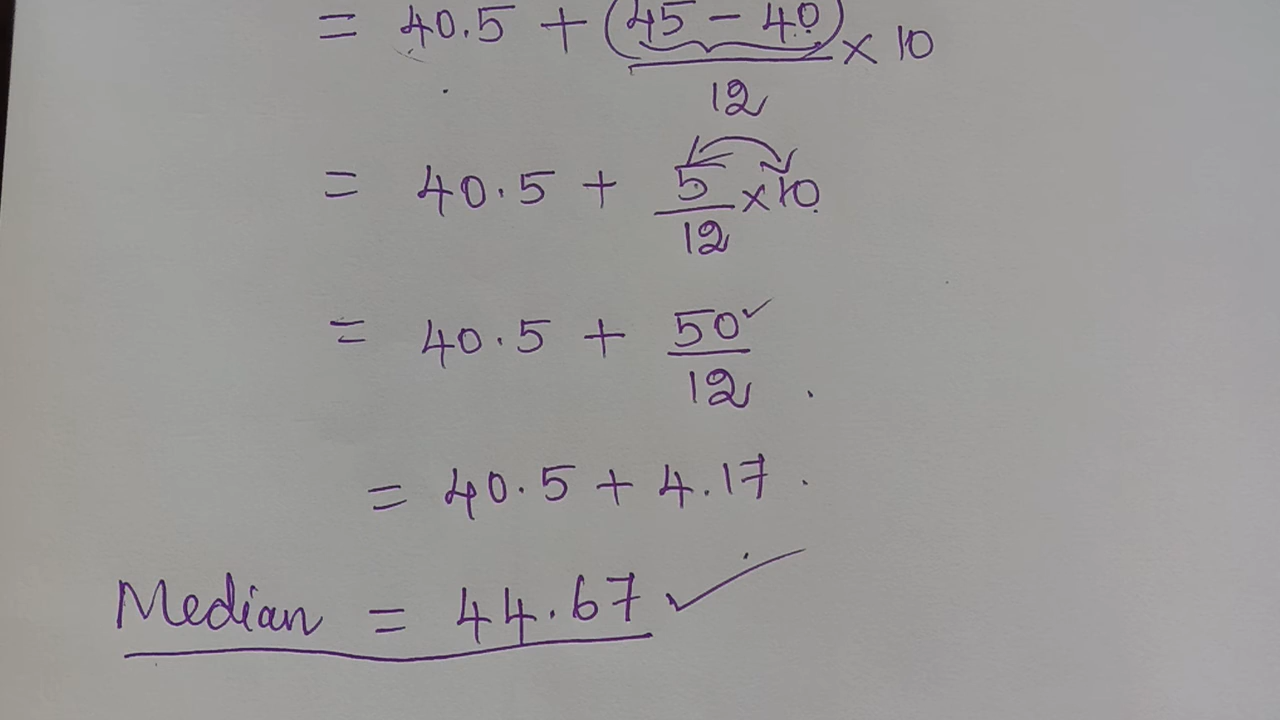 = 40.5 + (45 - 40) × 10
12
= 40.5 + 5 × 10
12
= 40.5 + 50
12
= 40.5 + 4.17
Median = 44.67